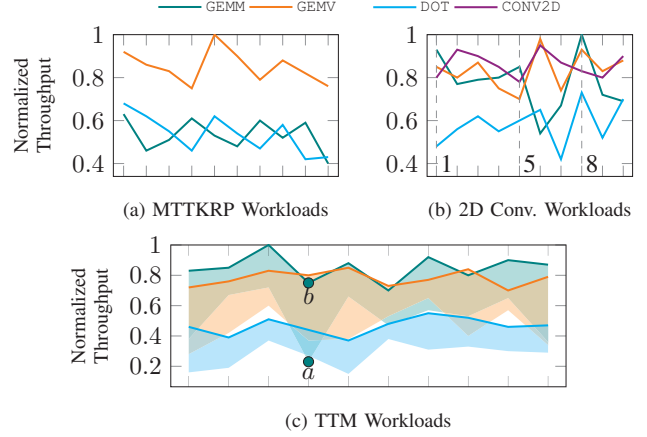 GEMM GEMV DOT CONV2D
Normalized
Throughput
1
0.8
0.6
0.4
1
0.8
0.6
0.4
1 5 8
(a) MTTKRP Workloads
(b) 2D Conv. Workloads
Normalized
Throughput
1
0.8
0.6
0.4
0.2
b
a
(c) TTM Workloads